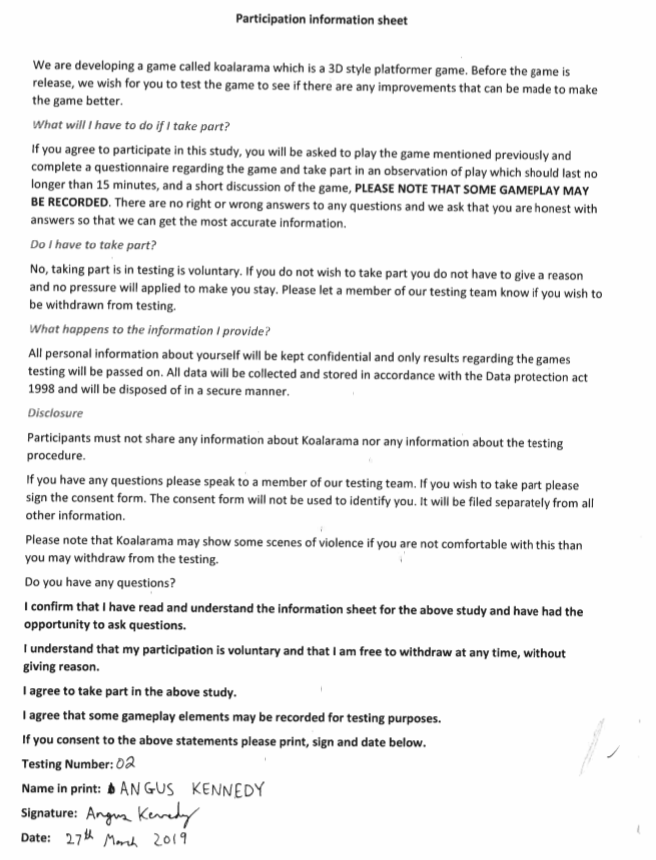 Participation information sheet
We are developing a game called koalarama which is a 3D style platformer game. Before the game is
release, we wish for you to test the game to see if there are any improvements that can be made to make
the game better.
What will I have to do if I take part?
If you agree to participate in this study, you will be asked to play the game mentioned previously and
complete a questionnaire regarding the game and take part in an observation of play which should last no
longer than 15 minutes, and a short discussion of the game, PLEASE NOTE THAT SOME GAMEPLAY MAY
BE RECORDED. There are no right or wrong answers to any questions and we ask that you are honest with
answers so that we can get the most accurate information.
Do I have to take part?
No, taking part is in testing is voluntary. If you do not wish to take part you do not have to give a reason
and no pressure will applied to make you stay. Please let a member of our testing team know if you wish to
be withdrawn from testing.
What happens to the information I provide?
All personal information about yourself will be kept confidential and only results regarding the games
testing will be passed on. All data will be collected and stored in accordance with the Data protection act
1998 and will be disposed of in a secure manner.
Disclosure
Participants must not share any information about Koalarama nor any information about the testing
procedure.
If you have any questions please speak to a member of our testing team. If you wish to take part please
sign the consent form. The consent form will not be used to identify you. It will be filed separately from all
other information.
Please note that Koalarama may show some scenes of violence if you are not comfortable with this than
you may withdraw from the testing.
Do you have any questions?
I confirm that I have read and understand the information sheet for the above study and have had the
opportunity to ask questions.
I understand that my participation is voluntary and that I am free to withdraw at any time, without
giving reason.
I agree to take part in the above study.
I agree that some gameplay elements may be recorded for testing purposes.
If you consent to the above statements please print, sign and date below.
Testing Number: 02
Name in print: ANGUS KENNEDY
Signature: Angus Kennedy
Date: 27th March 2019